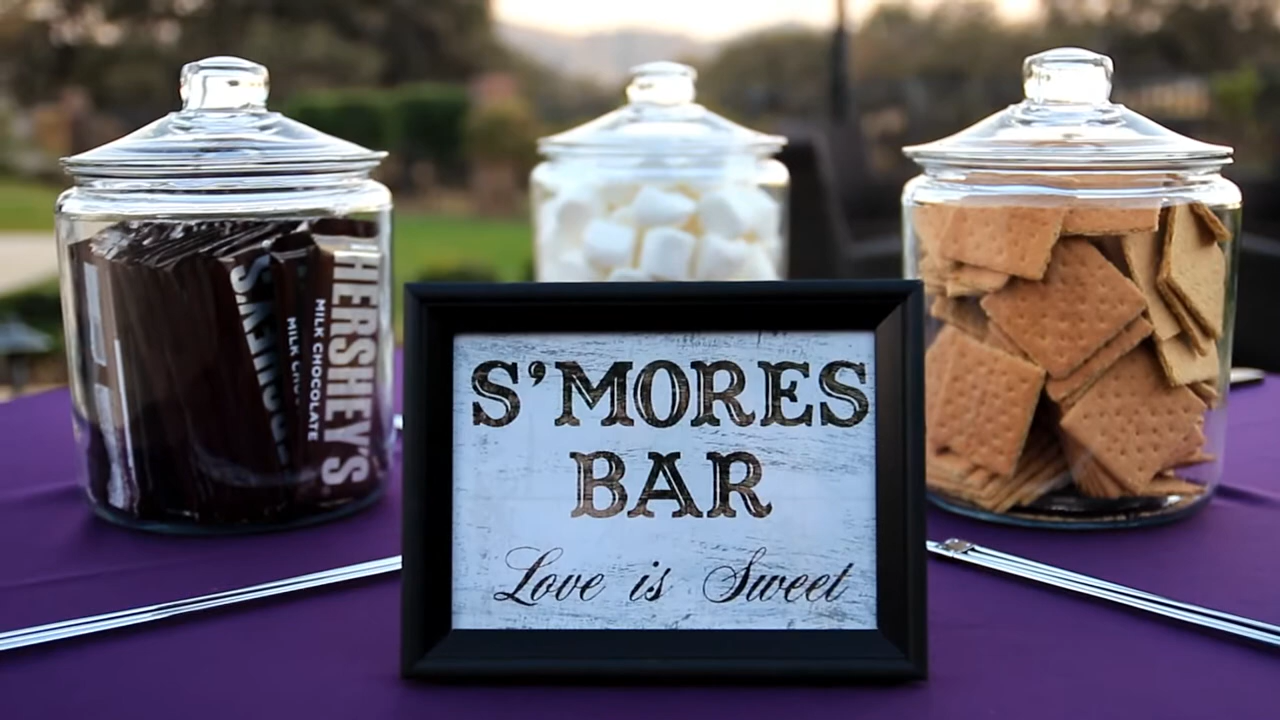 HERSHEY'S
MILK CHOCOLATE
S'MORES
BAR
Love is Sweet